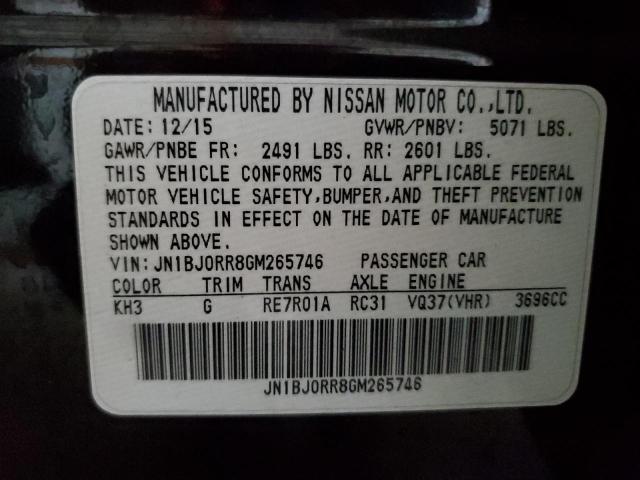 MANUFACTURED BY NISSAN MOTOR CO.,LTD.
DATE: 12/15 GVWR/PNBV: 5071 LBS.
GAWR/PNBE FR: 2491 LBS. RR: 2601 LBS.
THIS VEHICLE CONFORMS TO ALL APPLICABLE FEDERAL
MOTOR VEHICLE SAFETY,BUMPER,AND THEFT PREVENTION
STANDARDS IN EFFECT ON THE DATE OF MANUFACTURE
SHOWN ABOVE.
VIN:JN1BJ0RR8GM265746 PASSENGER CAR
COLOR TRIM TRANS AXLE ENGINE
KH3 G RE7R01A RC31 VQ37(VHR) 3696CC
JN1BJ0RR8GM265746